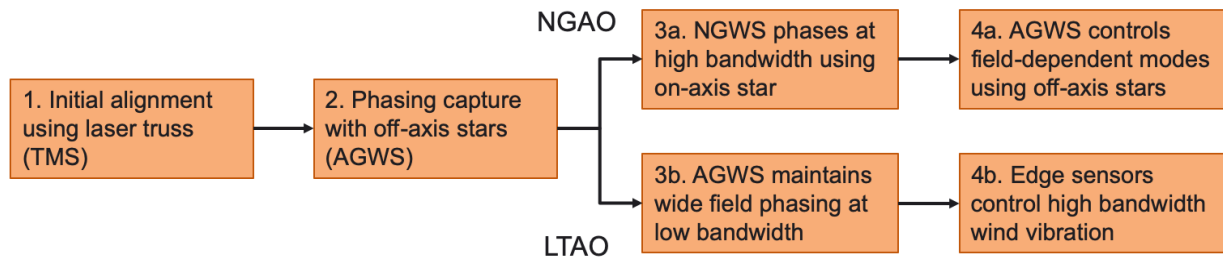 1. Initial alignment
using laser truss
(TMS)
2. Phasing capture
with off-axis stars
(AGWS)
NGAO
3a. NGWS phases at
high bandwidth using
on-axis star
4a. AGWS controls
field-dependent modes
using off-axis stars
3b. AGWS maintains
wide field phasing at
low bandwidth
4b. Edge sensors
control high bandwidth
wind vibration
LTAO